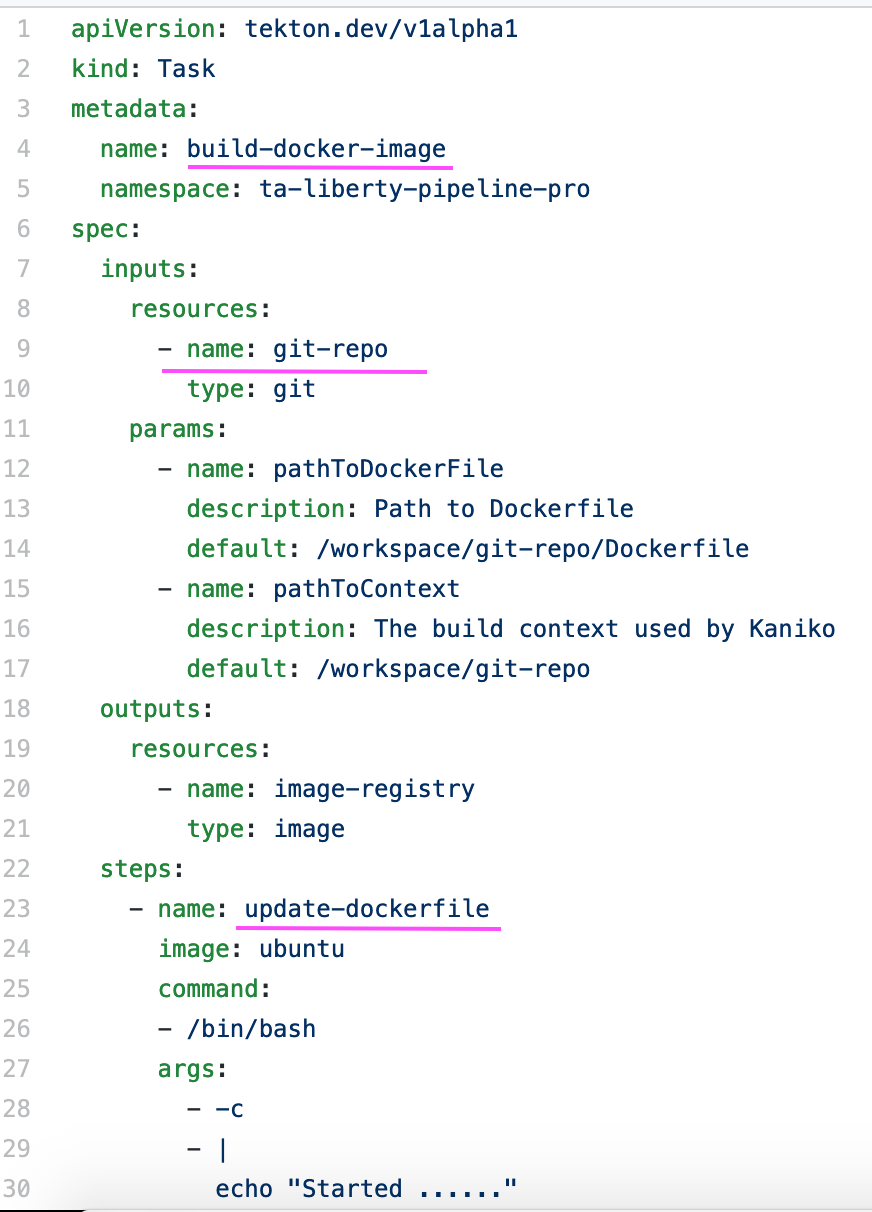 1 apiVersion: tekton.dev/v1alpha1
2 kind: Task
3 metadata:
4 name: build-docker-image
5 namespace: ta-liberty-pipeline-pro
6 spec:
7 inputs:
8 resources:
9 - name: git-repo
10 type: git
11 params:
12 - name: pathToDockerFile
13 description: Path to Dockerfile
14 default: /workspace/git-repo/Dockerfile
15 - name: pathToContext
16 description: The build context used by Kaniko
17 default: /workspace/git-repo
18 outputs:
19 resources:
20 - name: image-registry
21 type: image
22 steps:
23 - name: update-dockerfile
24 image: ubuntu
25 command:
26 - /bin/bash
27 args:
28 - -c
29 - |
30 echo "Started ......"